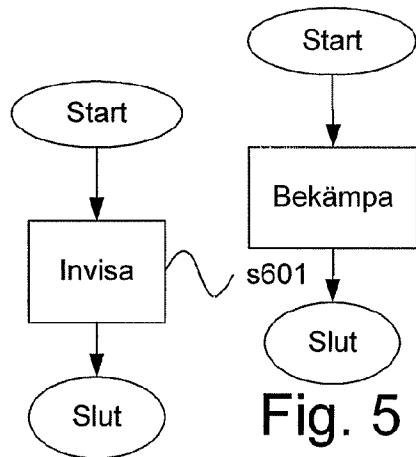 Start
Invisa
s601
Slut
Start
Bekämpa
Slut
Fig. 5